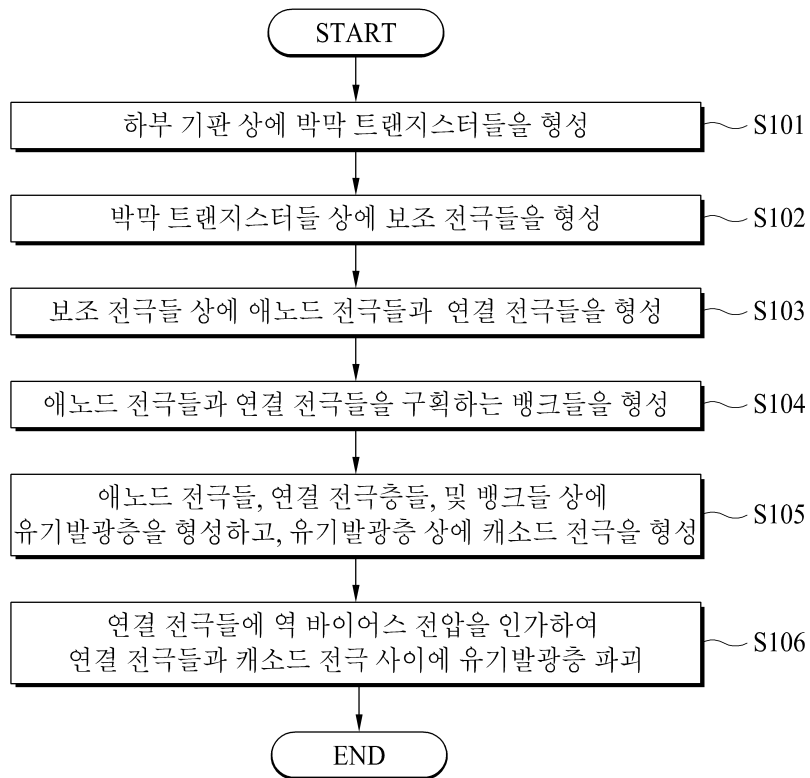 START
하부 기판 상에 박막 트랜지스터들을 형성
S101
박막 트랜지스터들 상에 보조 전극들을 형성
S102
보조 전극들 상에 애노드 전극들과 연결 전극들을 형성
S103
애노드 전극들과 연결 전극들을 구획하는 뱅크들을 형성
S104
애노드 전극들, 연결 전극층들, 및 뱅크들 상에
유기발광층을 형성하고, 유기발광층 상에 캐소드 전극을 형성
S105
연결 전극들에 역 바이어스 전압을 인가하여
연결 전극들과 캐소드 전극 사이에 유기발광층 파괴
S106
END